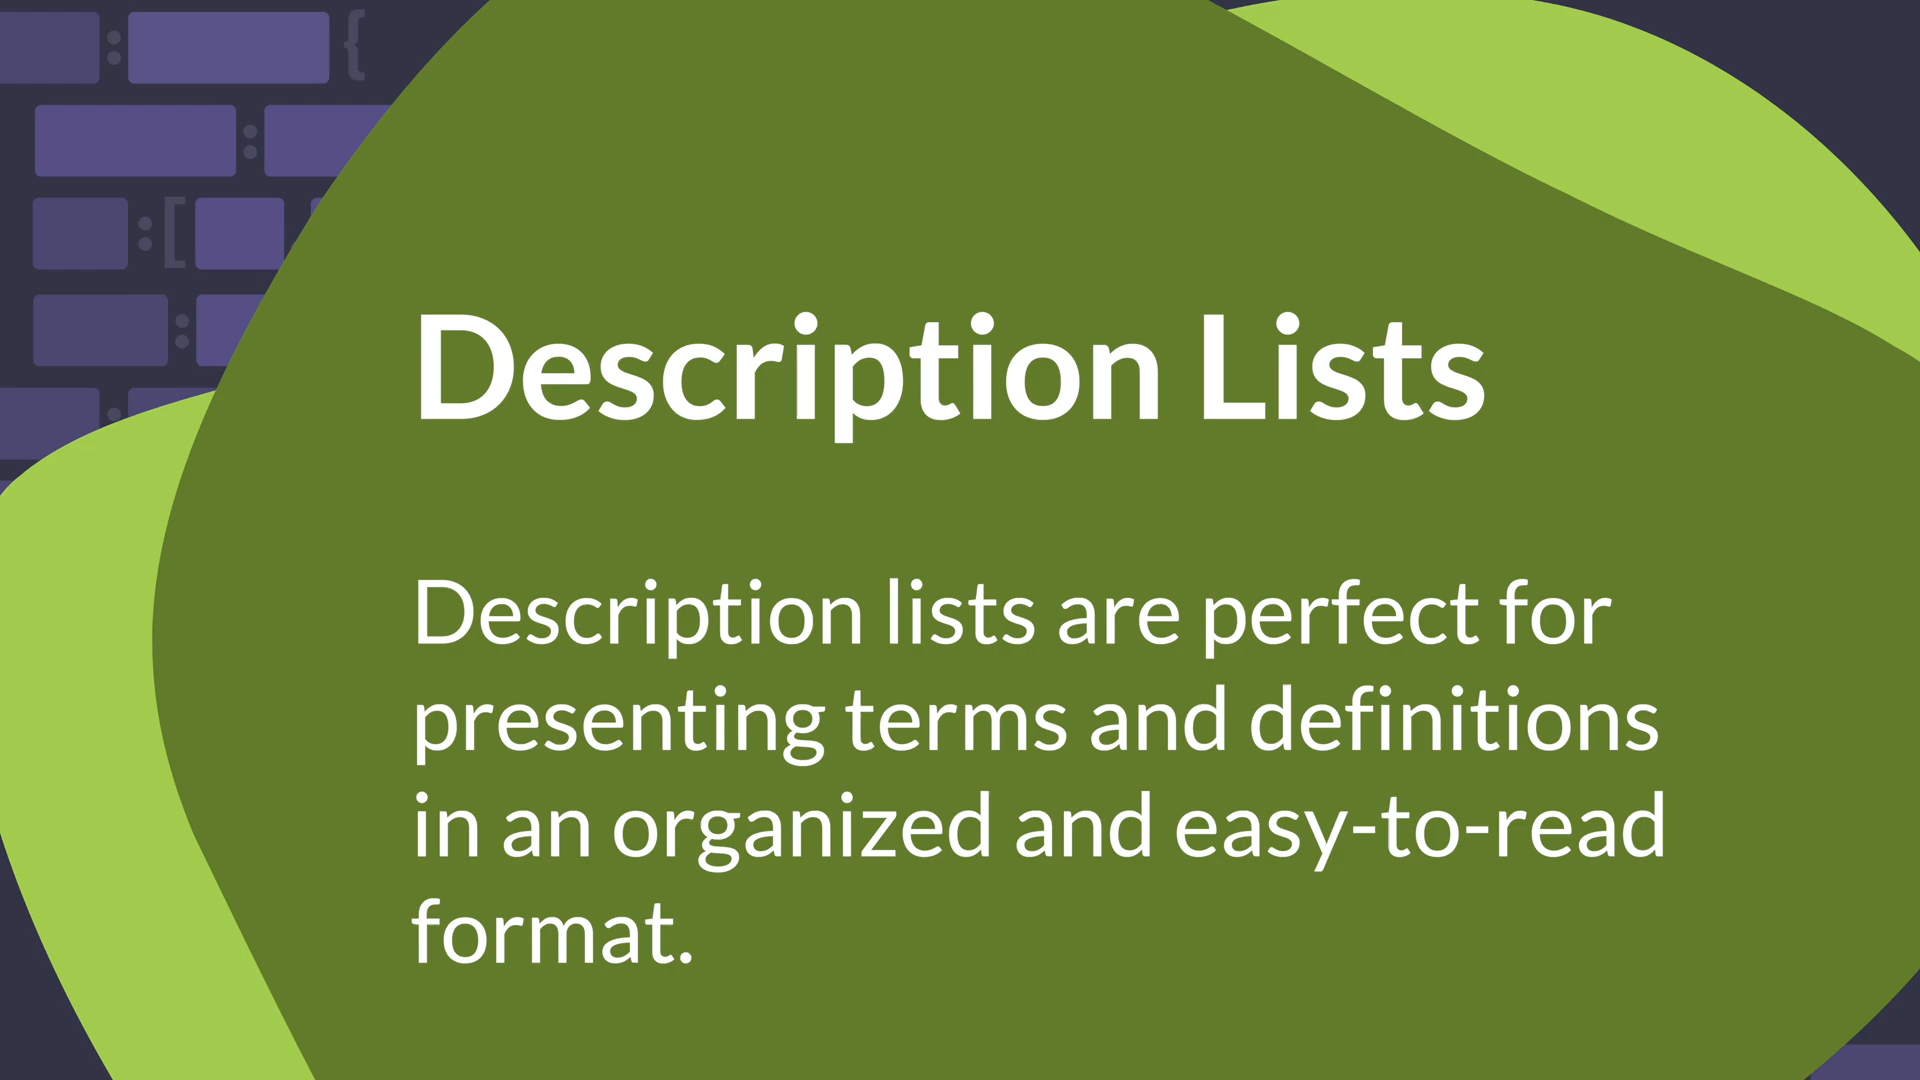 Description Lists
Description lists are perfect for
presenting terms and definitions
in an organized and easy-to-read
format.